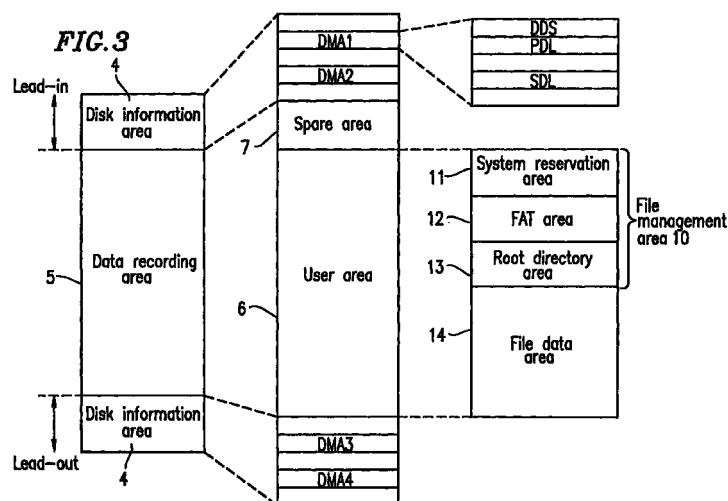 FIG.3
Lead-in
4
Disk information
area
5
Data recording
area
Disk information
area
4
Lead-out
DMA1
DMA2
Spare area
7
User area
6
DMA3
DMA4
DDS
PDL
SDL
11
System reservation
area
12
FAT area
13
Root directory
area
14
File data
area
File
management
area 10